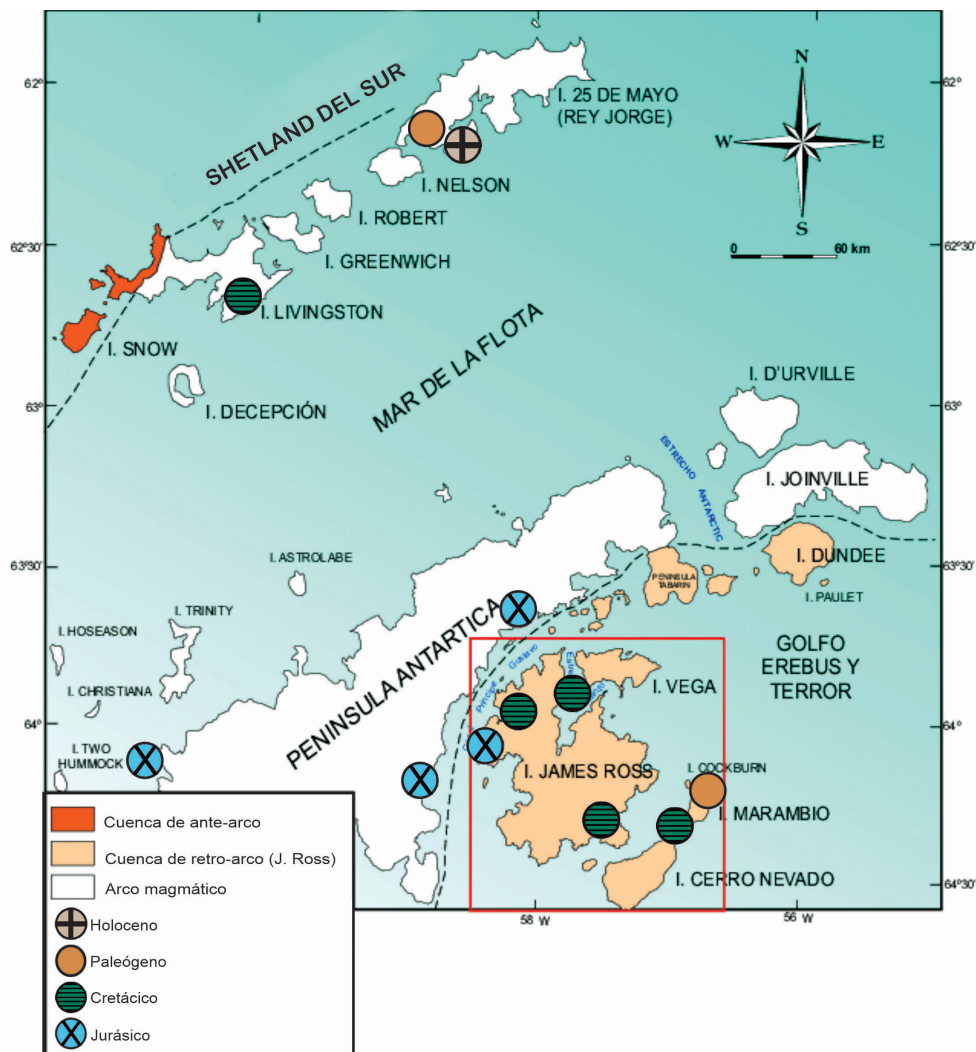 62°
62°
SHETLAND DEL SUR
I. 25 DE MAYO
(REY JORGE)
N
W
E
S
I. NELSON
I. ROBERT
62°30'
62°30'
I. GREENWICH
0
60 km
I. LIVINGSTON
I. SNOW
MAR DE LA FLOTA
I. D'URVILLE
I. DECEPCIÓN
63°
63°
ESTRECHO ANTARCTIC
I. JOINVILLE
I. ASTROLABE
I. DUNDEE
63°30'
63°30'
PENINSULA
TABARIN
I. PAULET
I. TRINITY
I. HOSEASON
PENINSULA ANTARTICA
GOLFO
EREBUS Y
TERROR
Príncipe Gustavo
I. VEGA
I. CHRISTIANA
64°
64°
I. TWO
HUMMOCK
I. JAMES ROSS
I. COCKBURN
I. MARAMBIO
I. CERRO NEVADO
64°30'
58 W
56 W
Cuenca de ante-arco
Cuenca de retro-arco (J. Ross)
Arco magmático
Holoceno
Paleógeno
Cretácico
Jurásico